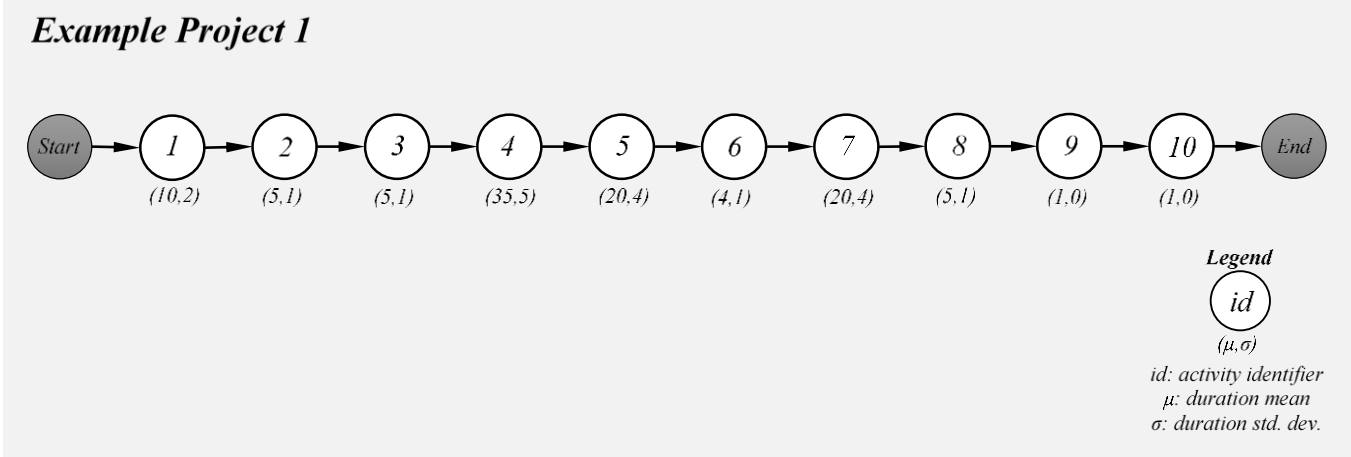 Example Project 1
Start 1 2 3 4 5 6 7 8 9 10 End
(10,2) (5,1) (5,1) (35,5) (20,4) (4,1) (20,4) (5,1) (1,0) (1,0)
Legend
id
(μ,σ)
id: activity identifier
μ: duration mean
σ: duration std. dev.